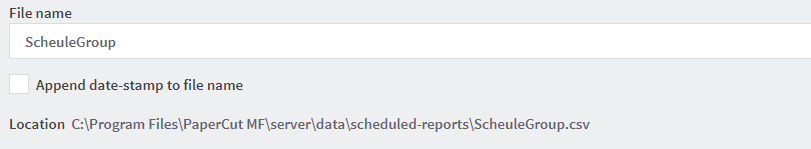 File name
ScheuleGroup
Append date-stamp to file name
Location C:\Program Files\PaperCut MF\server\data\scheduled-reports\ScheuleGroup.csv